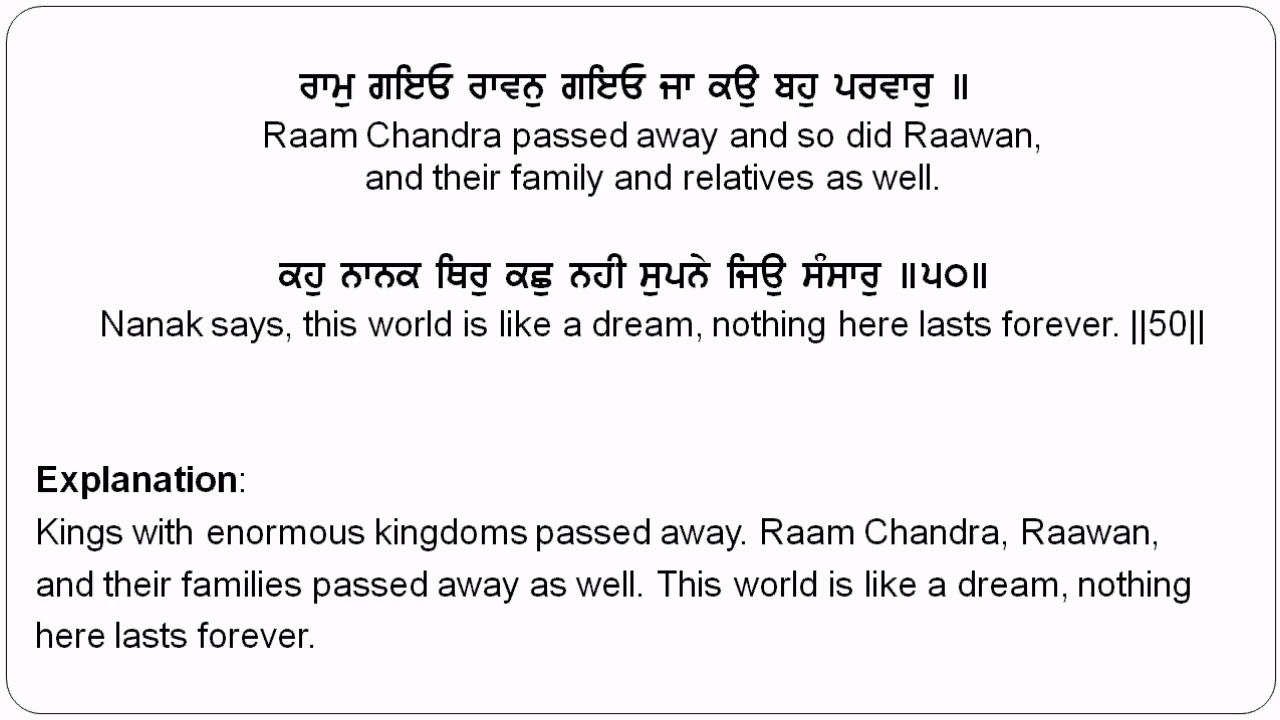 ਰਾਮੁ ਗਇਓ ਰਾਵਨੁ ਗਇਓ ਜਾ ਕਉ ਬਹੁ ਪਰਵਾਰੁ ॥
Raam Chandra passed away and so did Raawan,
and their family and relatives as well.
ਕਹੁ ਨਾਨਕ ਥਿਰੁ ਕਛੁ ਨਹੀ ਸੁਪਨੇ ਜਿਉ ਸੰਸਾਰੁ ॥੫੦॥
Nanak says, this world is like a dream, nothing here lasts forever. ||50||
Explanation:
Kings with enormous kingdoms passed away. Raam Chandra, Raawan,
and their families passed away as well. This world is like a dream, nothing
here lasts forever.